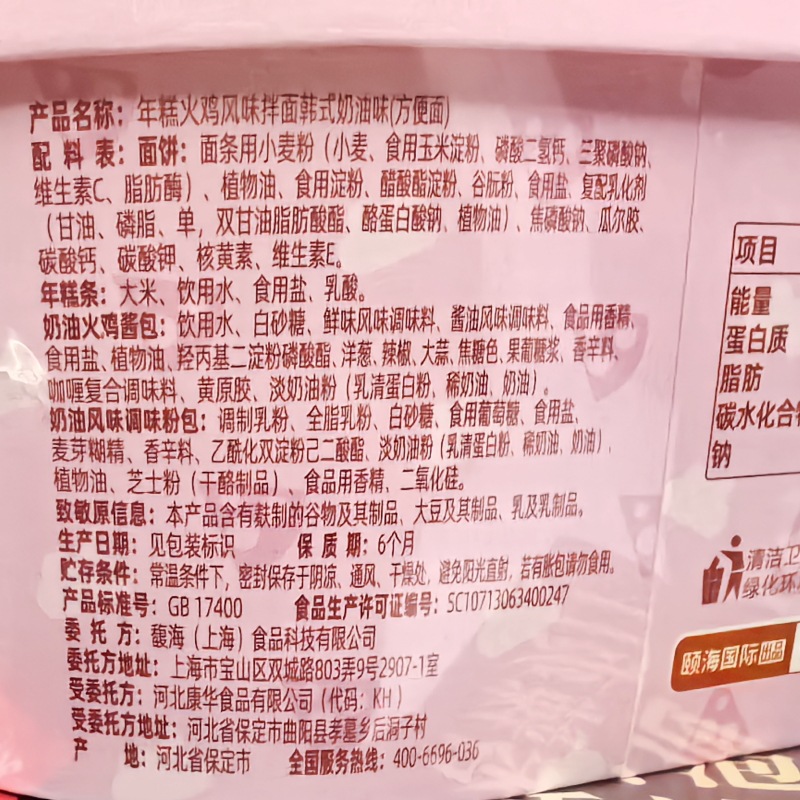 产品名称：年糕火鸡风味拌面韩式奶油味(方便面)
配 料 表：面饼：面条用小麦粉（小麦、食用玉米淀粉、磷酸二氢钙、三聚磷酸钠、
维生素C、脂肪酶）、植物油、食用淀粉、醋酸酯淀粉、谷朊粉、食用盐、复配乳化剂
（甘油、磷脂、单，双甘油脂肪酸酯、酪蛋白酸钠、植物油）、焦磷酸钠、瓜尔胶、
碳酸钙、碳酸钾、核黄素、维生素E。
年糕条：大米、饮用水、食用盐、乳酸。
奶油火鸡酱包：饮用水、白砂糖、鲜味风味调味料、酱油风味调味料、食品用香精、
食用盐、植物油、羟丙基二淀粉磷酸酯、洋葱、辣椒、大蒜、焦糖色、果葡糖浆、香辛料、
咖喱复合调味料、黄原胶、淡奶油粉（乳清蛋白粉、稀奶油、奶油）。
奶油风味调味粉包：调制乳粉、全脂乳粉、白砂糖、食用葡萄糖、食用盐、
麦芽糊精、香辛料、乙酰化双淀粉己二酸酯、淡奶油粉（乳清蛋白粉、稀奶油、奶油）、
植物油、芝士粉（干酪制品）、食品用香精、二氧化硅。
致敏原信息：本产品含有麸制的谷物及其制品、大豆及其制品、乳及乳制品。
生产日期：见包装标识 保 质 期：6个月
贮存条件：常温条件下，密封保存于阴凉、通风、干燥处，避免阳光直射，若有胀包请勿食用。
产品标准号：GB 17400 食品生产许可证编号：SC10713063400247
委 托 方：馥海（上海）食品科技有限公司
委托方地址：上海市宝山区双城路803弄9号2907-1室
受委托方：河北康华食品有限公司（代码：KH）
受委托方地址：河北省保定市曲阳县孝墓乡后洞子村
产 地：河北省保定市 全国服务热线：400-6696-036
项目
能量
蛋白质
脂肪
碳水化合物
钠
清洁卫
绿化环
颐海国际出品